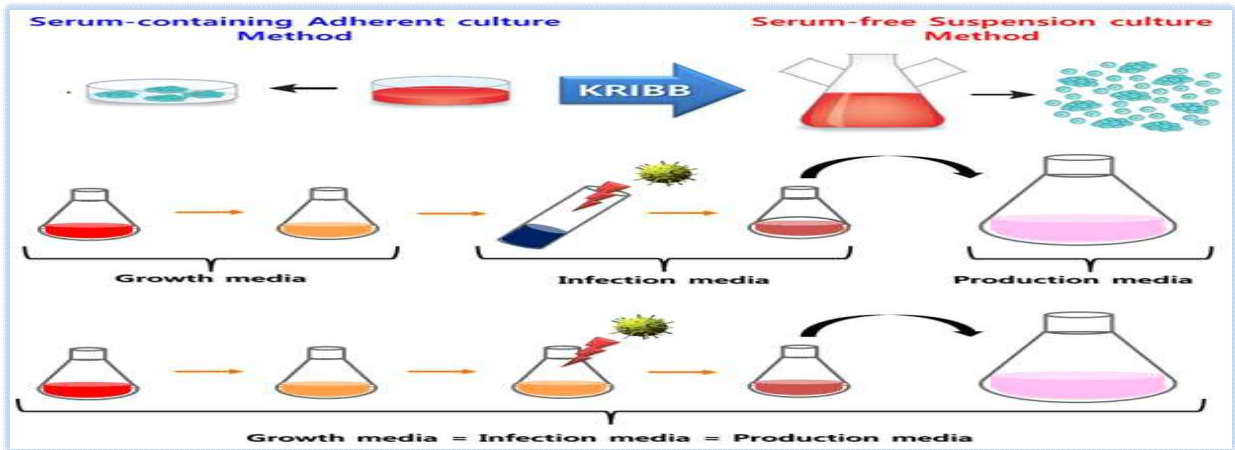 Serum-containing Adherent culture
Method
Serum-free Suspension culture
Method
KRIBB
Growth media
Infection media
Production media
Growth media = Infection media = Production media